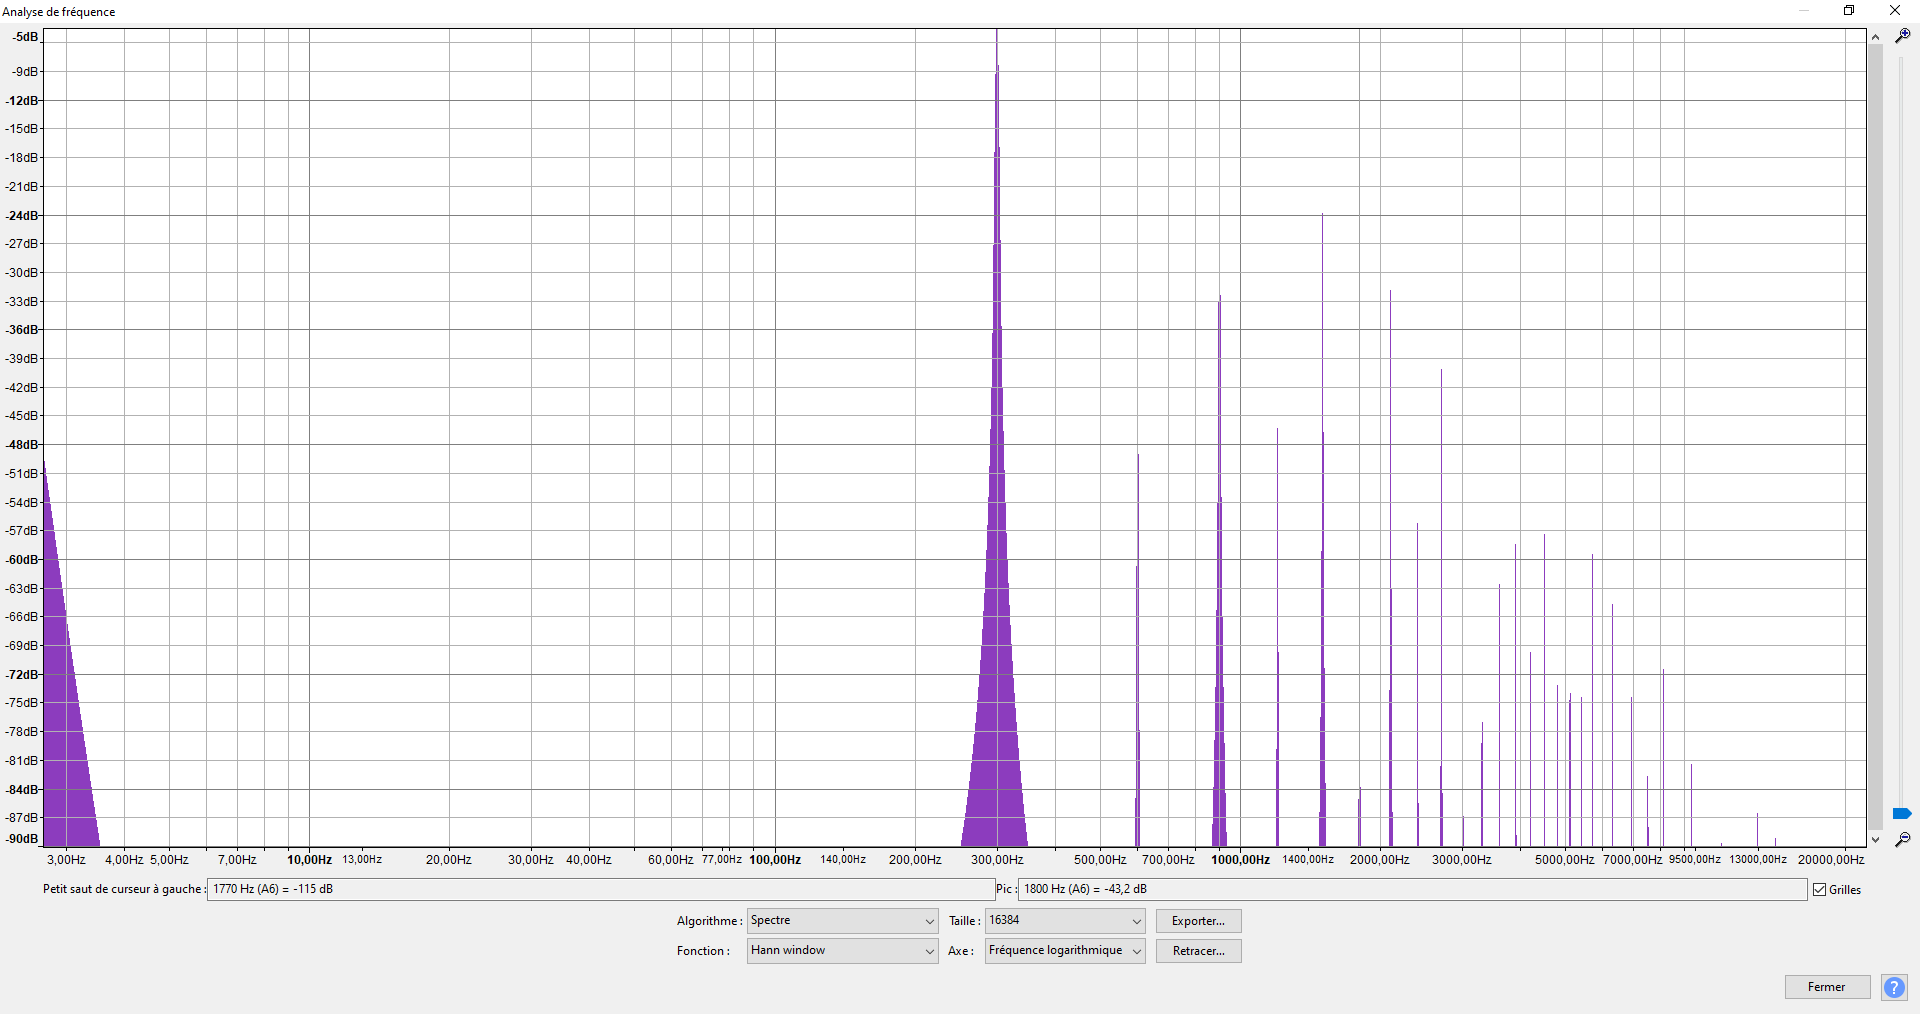 Analyse de fréquence
-5dB
-9dB
-12dB
-15dB
-18dB
-21dB
-24dB
-27dB
-30dB
-33dB
-36dB
-39dB
-42dB
-45dB
-48dB
-51dB
-54dB
-57dB
-60dB
-63dB
-66dB
-69dB
-72dB
-75dB
-78dB
-81dB
-84dB
-87dB
-90dB
3,00Hz 4,00Hz 5,00Hz 7,00Hz 10,00Hz 13,00Hz 20,00Hz 30,00Hz 40,00Hz 60,00Hz 77,00Hz 100,00Hz 140,00Hz 200,00Hz 300,00Hz 500,00Hz 700,00Hz 1000,00Hz 1400,00Hz 2000,00Hz 3000,00Hz 5000,00Hz 7000,00Hz 9500,00Hz 13000,00Hz 20000,00Hz
Petit saut de curseur à gauche : 1770 Hz (A6) = -115 dB Pic : 1800 Hz (A6) = -43,2 dB Grilles
Algorithme : Spectre Taille : 16384 Exporter...
Fonction : Hann window Axe : Fréquence logarithmique Retracer...
Fermer ?